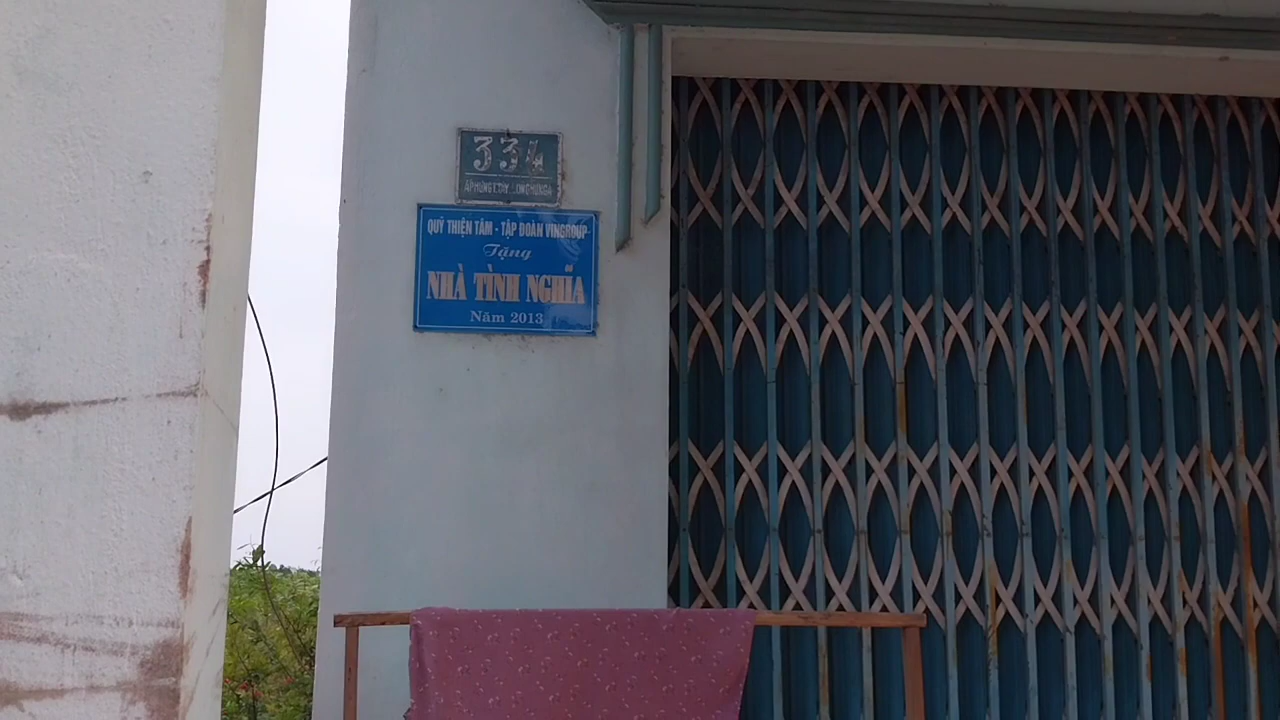 334
QUỸ THIỆN TÂM - TẬP ĐOÀN VINGROUP
Tặng
NHÀ TÌNH NGHĨA
Năm 2013